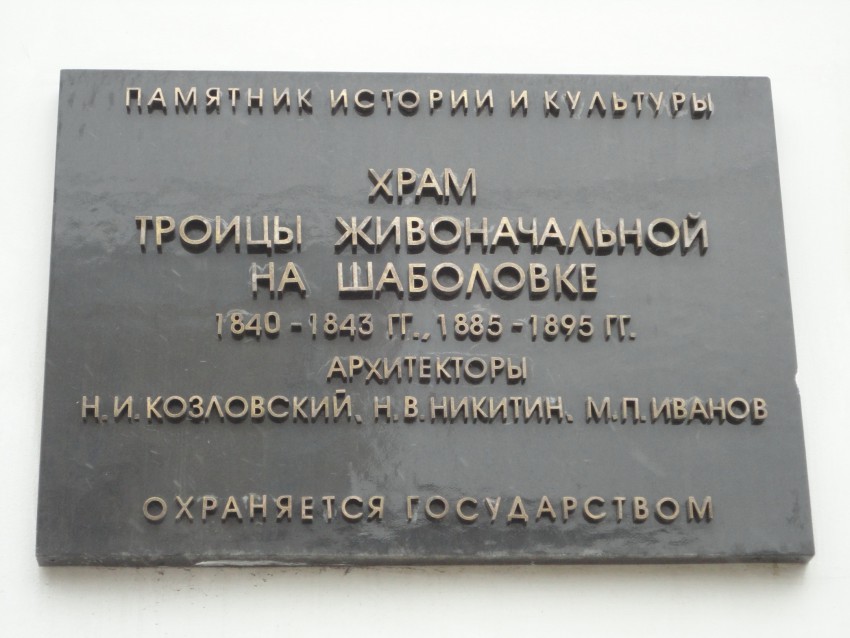 ПАМЯТНИК ИСТОРИИ И КУЛЬТУРЫ
ХРАМ
ТРОИЦЫ ЖИВОНАЧАЛЬНОЙ
НА ШАБОЛОВКЕ
1840 - 1843 ГГ., 1885 - 1895 ГГ.
АРХИТЕКТОРЫ
Н. И. КОЗЛОВСКИЙ, Н. В. НИКИТИН, М. П. ИВАНОВ
ОХРАНЯЕТСЯ ГОСУДАРСТВОМ